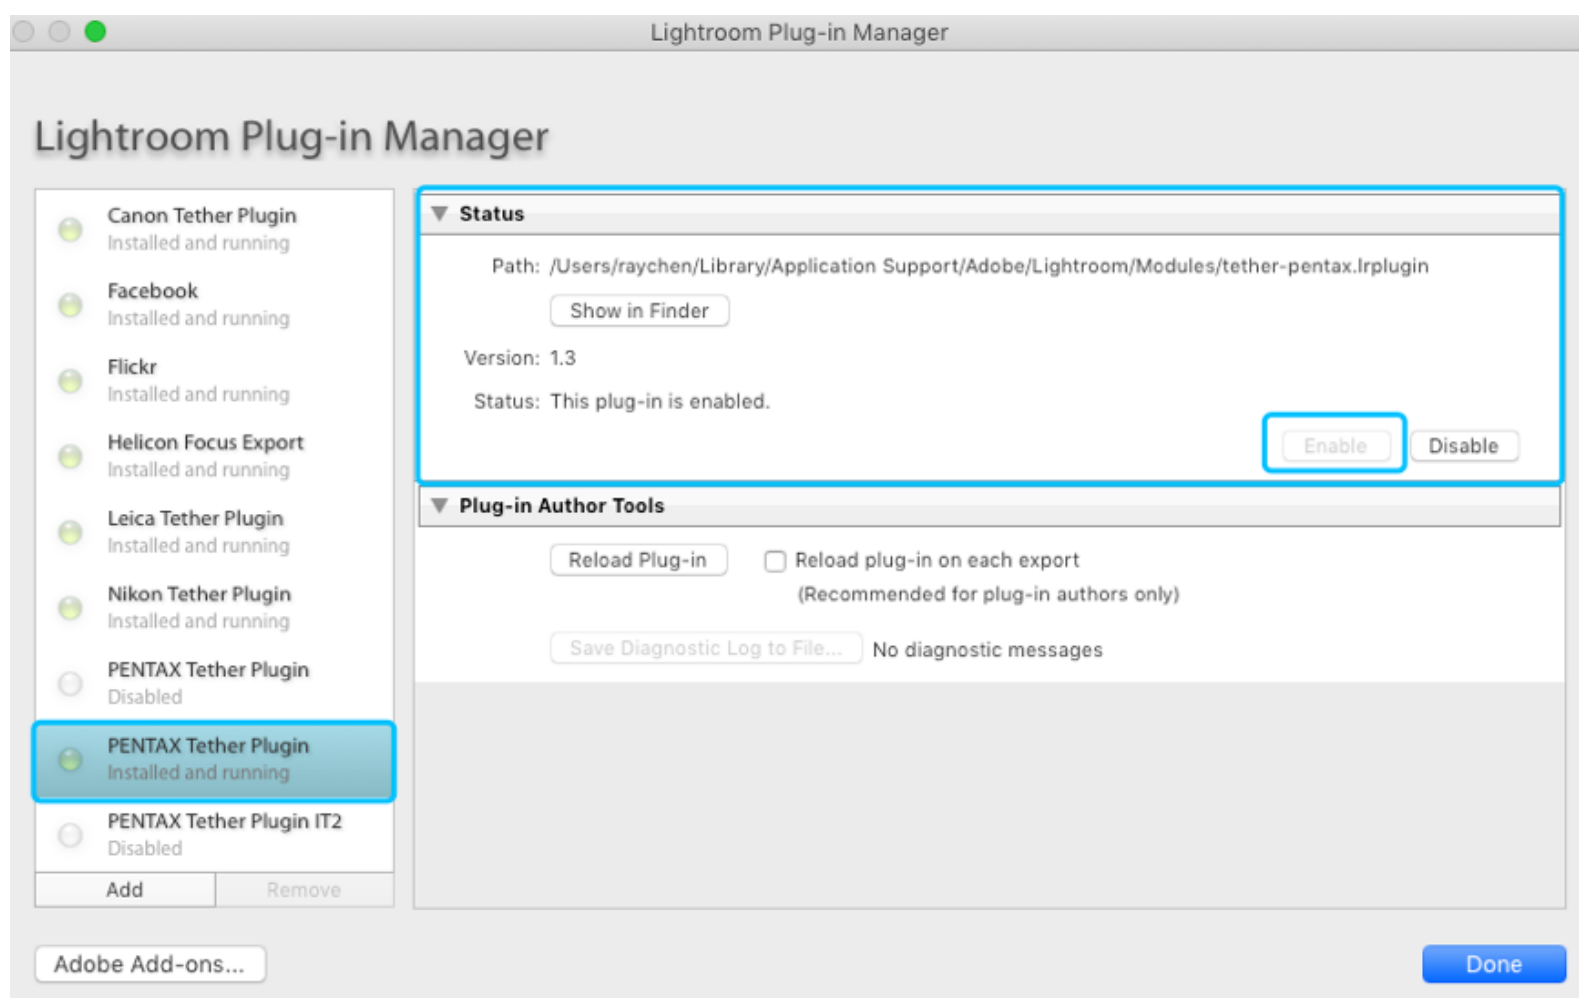 Lightroom Plug-in Manager
Lightroom Plug-in Manager
Canon Tether Plugin
Installed and running
Facebook
Installed and running
Flickr
Installed and running
Helicon Focus Export
Installed and running
Leica Tether Plugin
Installed and running
Nikon Tether Plugin
Installed and running
PENTAX Tether Plugin
Disabled
PENTAX Tether Plugin
Installed and running
PENTAX Tether Plugin IT2
Disabled
Add Remove
Status
Path: /Users/raychen/Library/Application Support/Adobe/Lightroom/Modules/tether-pentax.lrplugin
Show in Finder
Version: 1.3
Status: This plug-in is enabled.
Enable Disable
Plug-in Author Tools
Reload Plug-in Reload plug-in on each export
(Recommended for plug-in authors only)
Save Diagnostic Log to File... No diagnostic messages
Adobe Add-ons... Done